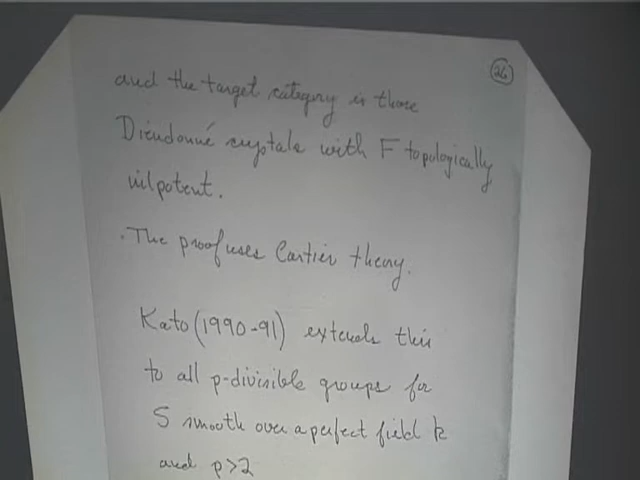 26
and the target category is those
Dieudonné crystals with F topologically
nilpotent.
. The proof uses Cartier theory.
Kato (1990-91) extends this
to all p-divisible groups for
S smooth over a perfect field k
and p>2